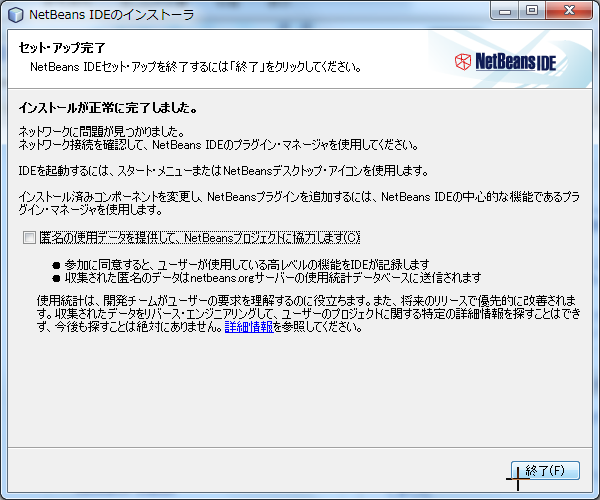 NetBeans IDEのインストーラ
セット・アップ完了
NetBeans IDEセット・アップを終了するには「終了」をクリックしてください。
NetBeans IDE
インストールが正常に完了しました。
ネットワークに問題が見つかりました。
ネットワーク接続を確認して、NetBeans IDEのプラグイン・マネージャを使用してください。
IDEを起動するには、スタート・メニューまたはNetBeansデスクトップ・アイコンを使用します。
インストール済みコンポーネントを変更し、NetBeansプラグインを追加するには、NetBeans IDEの中心的な機能であるプラ
グイン・マネージャを使用します。
匿名の使用データを提供して、NetBeansプロジェクトに協力します(C)
● 参加に同意すると、ユーザーが使用している高レベルの機能をIDEが記録します
● 収集された匿名のデータはnetbeans.orgサーバーの使用統計データベースに送信されます
使用統計は、開発チームがユーザーの要求を理解するのに役立ちます。また、将来のリリースで優先的に改善されま
す。収集されたデータをリバース・エンジニアリングして、ユーザーのプロジェクトに関する特定の詳細情報を探すことはでき
ず、今後も探すことは絶対にありません。詳細情報を参照してください。
終了(F)